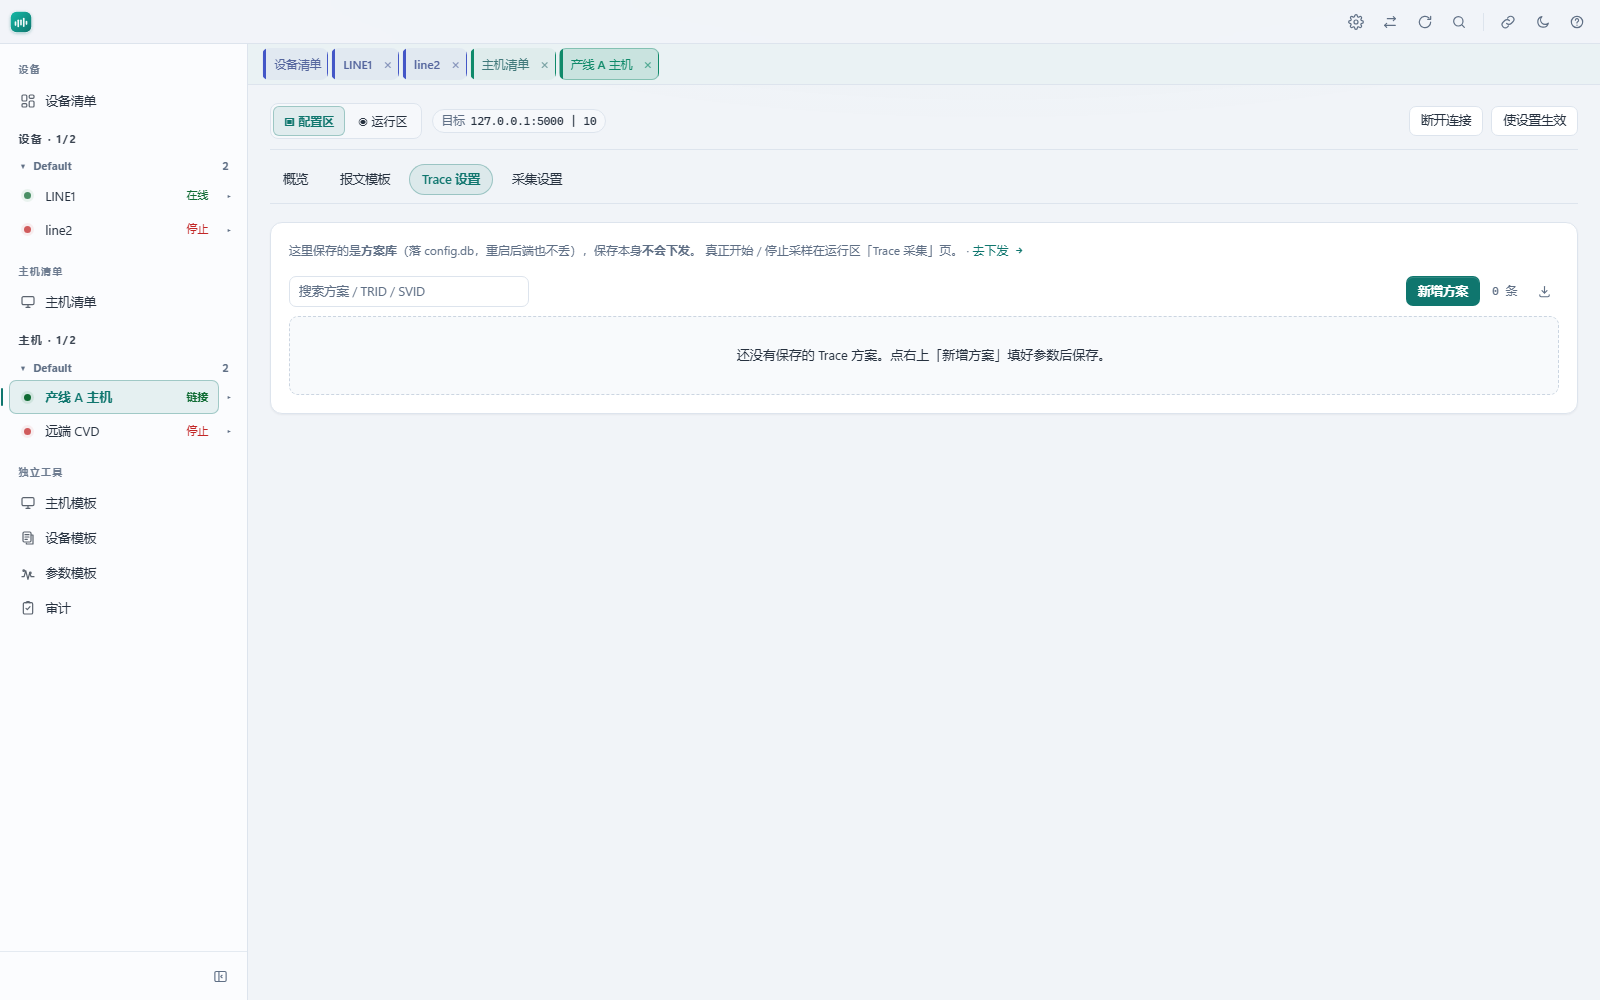 设备
设备清单
设备 · 1/2
Default 2
LINE1 在线
line2 停止
主机清单
主机清单
主机 · 1/2
Default 2
产线 A 主机 链接
远端 CVD 停止
独立工具
主机模板
设备模板
参数模板
审计
设备清单 LINE1 × line2 × 主机清单 × 产线 A 主机 ×
配置区 运行区 目标 127.0.0.1:5000 | 10 断开连接 使设置生效
概览 报文模板 Trace 设置 采集设置
这里保存的是方案库（落 config.db，重启后端也不丢），保存本身不会下发。 真正开始 / 停止采样在运行区「Trace 采集」页。 · 去下发 →
搜索方案 / TRID / SVID 新增方案 0 条
还没有保存的 Trace 方案。点右上「新增方案」填好参数后保存。